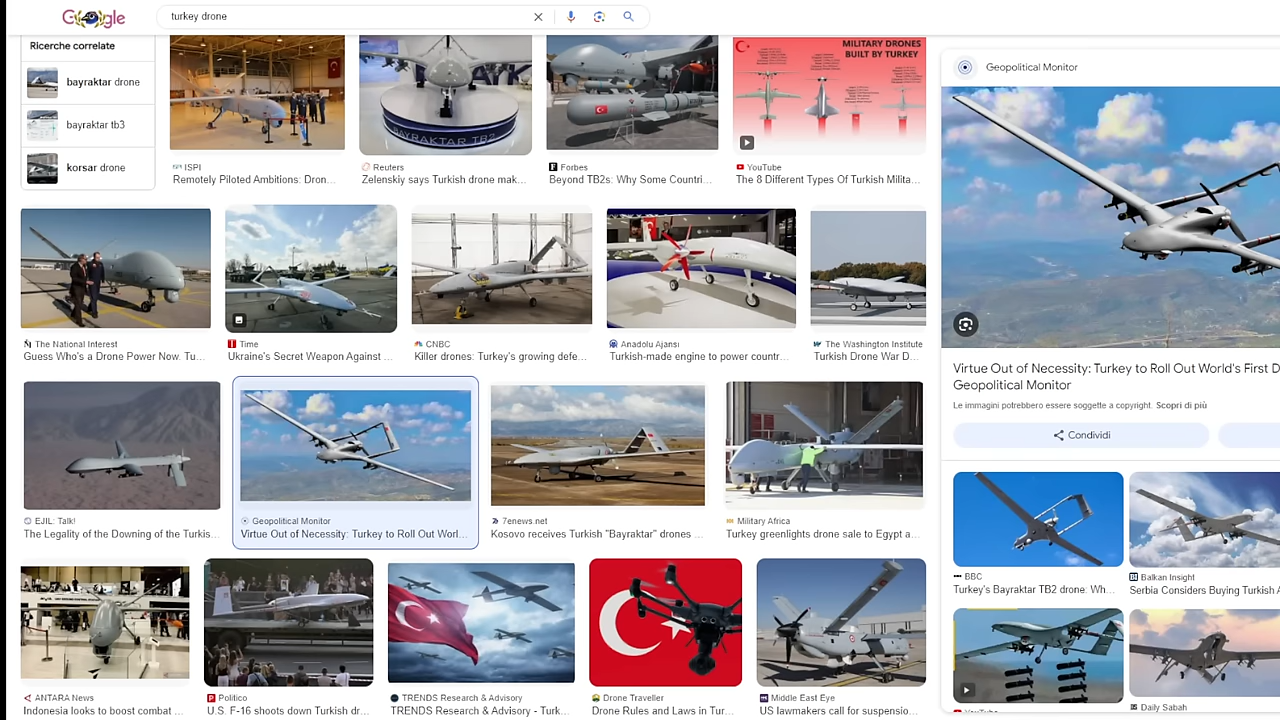 Google
turkey drone
Ricerche correlate
bayraktar drone
bayraktar tb3
korsar drone
BAYRAKTAR TB2
MILITARY DRONES
BUILT BY TURKEY
ISPI
Remotely Piloted Ambitions: Dron...
Reuters
Zelenskiy says Turkish drone mak...
Forbes
Beyond TB2s: Why Some Countri...
YouTube
The 8 Different Types Of Turkish Milita...
The National Interest
Guess Who's a Drone Power Now. Tu...
Time
Ukraine's Secret Weapon Against ...
CNBC
Killer drones: Turkey's growing defe...
Anadolu Ajansı
Turkish-made engine to power countr...
The Washington Institute
Turkish Drone War D...
EJIL: Talk!
The Legality of the Downing of the Turkis...
Geopolitical Monitor
Virtue Out of Necessity: Turkey to Roll Out Worl...
7enews.net
Kosovo receives Turkish "Bayraktar" drones ...
Military Africa
Turkey greenlights drone sale to Egypt a...
ANTARA News
Indonesia looks to boost combat ...
Politico
U.S. F-16 shoots down Turkish dr...
TRENDS Research & Advisory
TRENDS Research & Advisory - Turk...
Drone Traveller
Drone Rules and Laws in Tur...
Middle East Eye
US lawmakers call for suspensio...
Geopolitical Monitor
Virtue Out of Necessity: Turkey to Roll Out World's First D
Geopolitical Monitor
Le immagini potrebbero essere soggette a copyright. Scopri di più
Condividi
BBC
Turkey's Bayraktar TB2 drone: Wh...
Balkan Insight
Serbia Considers Buying Turkish A
YouTube
Daily Sabah